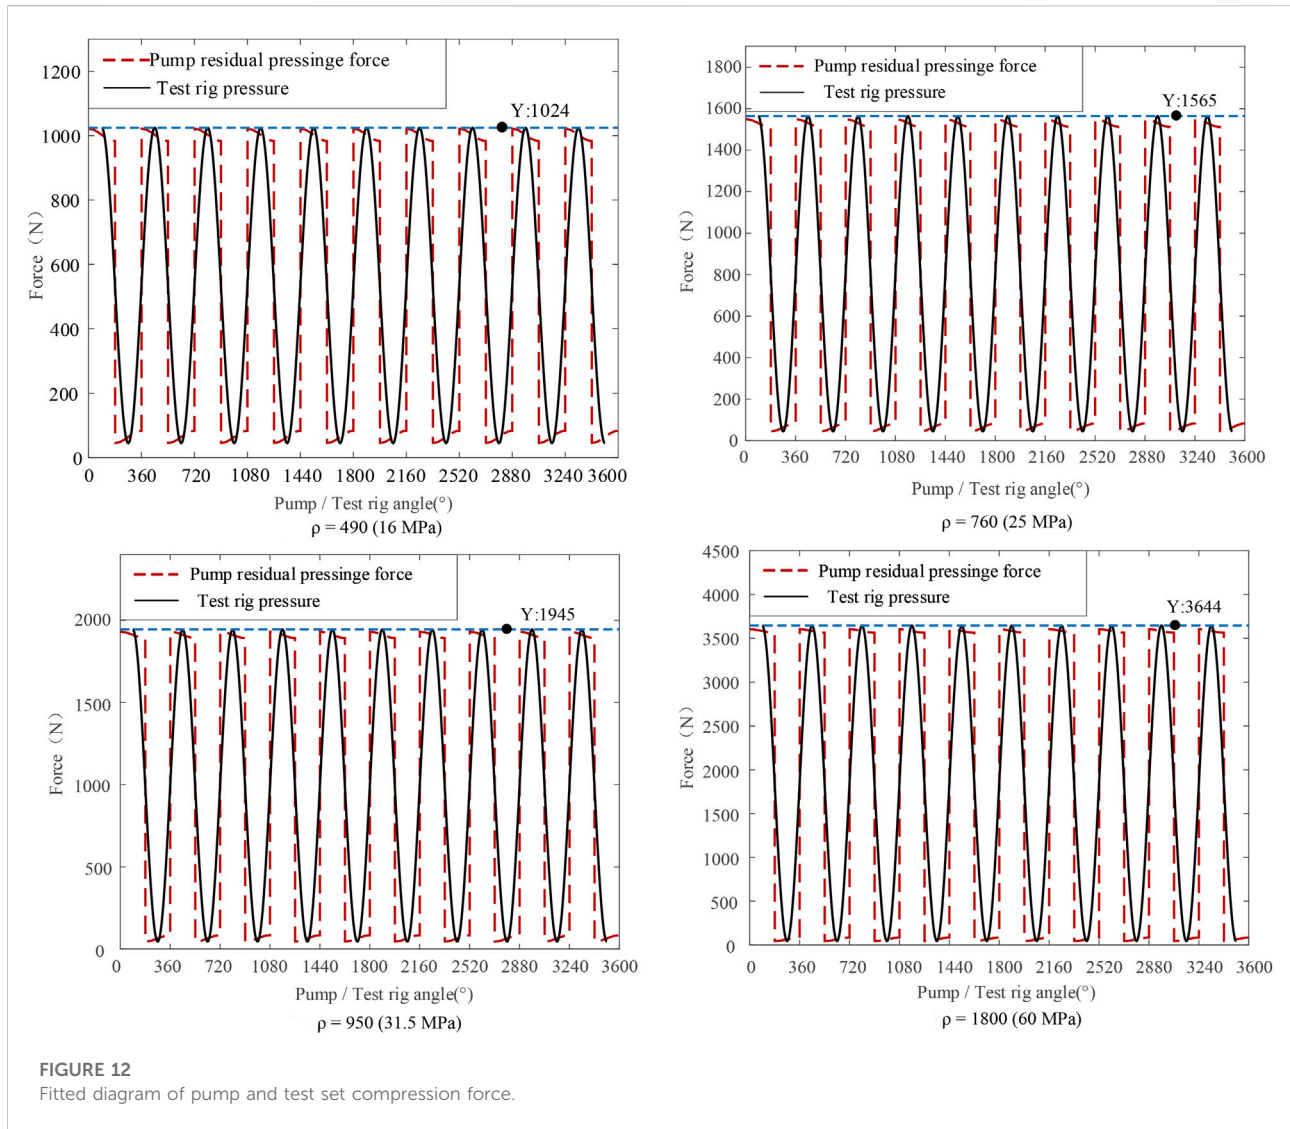 Pump residual pressinge force
Test rig pressure
Y:1024
1200
1000
800
600
400
200
0
Force (N)
0 360 720 1080 1440 1800 2160 2520 2880 3240 3600
Pump / Test rig angle(°)
ρ = 490 (16 MPa)
Pump residual pressinge force
Test rig pressure
Y:1565
1800
1600
1400
1200
1000
800
600
400
200
0
Force (N)
0 360 720 1080 1440 1800 2160 2520 2880 3240 3600
Pump / Test rig angle(°)
ρ = 760 (25 MPa)
Pump residual pressinge force
Test rig pressure
Y:1945
2000
1500
1000
500
0
Force (N)
0 360 720 1080 1440 1800 2160 2520 2880 3240 3600
Pump / Test rig angle(°)
ρ = 950 (31.5 MPa)
Pump residual pressinge force
Test rig pressure
Y:3644
4500
4000
3500
3000
2500
2000
1500
1000
500
0
Force (N)
0 360 720 1080 1440 1800 2160 2520 2880 3240 3600
Pump / Test rig angle(°)
ρ = 1800 (60 MPa)
FIGURE 12
Fitted diagram of pump and test set compression force.